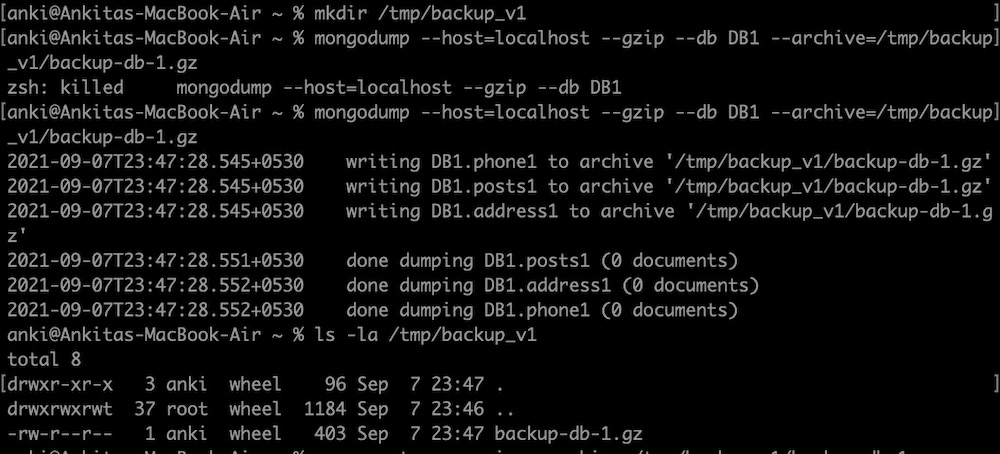 [anki@Ankitas-MacBook-Air ~ % mkdir /tmp/backup_v1 ]
[anki@Ankitas-MacBook-Air ~ % mongodump --host=localhost --gzip --db DB1 --archive=/tmp/backup]
_v1/backup-db-1.gz
zsh: killed     mongodump --host=localhost --gzip --db DB1
[anki@Ankitas-MacBook-Air ~ % mongodump --host=localhost --gzip --db DB1 --archive=/tmp/backup]
_v1/backup-db-1.gz
2021-09-07T23:47:28.545+0530    writing DB1.phone1 to archive '/tmp/backup_v1/backup-db-1.gz'
2021-09-07T23:47:28.545+0530    writing DB1.posts1 to archive '/tmp/backup_v1/backup-db-1.gz'
2021-09-07T23:47:28.545+0530    writing DB1.address1 to archive '/tmp/backup_v1/backup-db-1.g
z'
2021-09-07T23:47:28.551+0530    done dumping DB1.posts1 (0 documents)
2021-09-07T23:47:28.552+0530    done dumping DB1.address1 (0 documents)
2021-09-07T23:47:28.552+0530    done dumping DB1.phone1 (0 documents)
anki@Ankitas-MacBook-Air ~ % ls -la /tmp/backup_v1
total 8
[drwxr-xr-x   3 anki  wheel    96 Sep  7 23:47 . ]
drwxrwxrwt  37 root  wheel  1184 Sep  7 23:46 ..
-rw-r--r--   1 anki  wheel   403 Sep  7 23:47 backup-db-1.gz